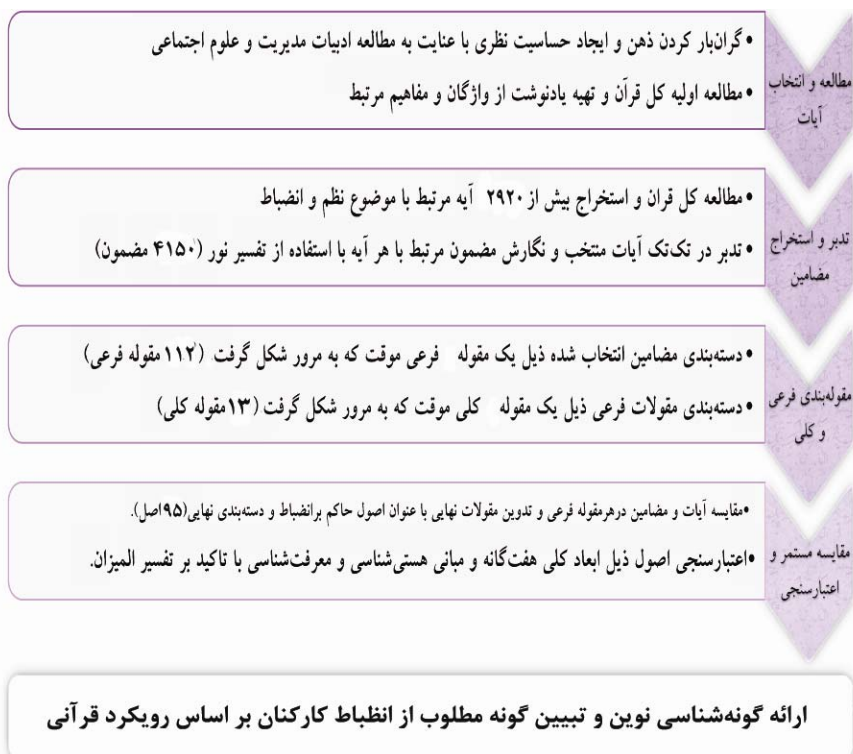 مطالعه و انتخاب
آیات
•گران‌بار کردن ذهن و ایجاد حساسیت نظری با عنایت به مطالعه ادبیات مدیریت و علوم اجتماعی
•مطالعه اولیه کل قرآن و تهیه یادنوشت از واژگان و مفاهیم مرتبط
تدبر و استخراج
مضامین
•مطالعه کل قران و استخراج بیش از ۲۹۲۰ آیه مرتبط با موضوع نظم و انضباط
•تدبر در تک‌تک آیات منتخب و نگارش مضمون مرتبط با هر آیه با استفاده از تفسیر نور (۴۱۵۰ مضمون)
مقوله‌بندی فرعی
و کلی
•دسته‌بندی مضامین انتخاب شده ذیل یک مقوله فرعی موقت که به مرور شکل گرفت (۱۱۲ مقوله فرعی)
•دسته‌بندی مقولات فرعی ذیل یک مقوله کلی موقت که به مرور شکل گرفت (۱۳مقوله کلی)
مقایسه مستمر و
اعتبارسنجی
•مقایسه آیات و مضامین درهرمقوله فرعی و تدوین مقولات نهایی با عنوان اصول حاکم برانضباط و دسته‌بندی نهایی(۹۵اصل).
•اعتبارسنجی اصول ذیل ابعاد کلی هفت‌گانه و مبانی هستی‌شناسی و معرفت‌شناسی با تاکید بر تفسیر المیزان.
ارائه گونه‌شناسی نوین و تبیین گونه مطلوب از انظباط کارکنان بر اساس رویکرد قرآنی